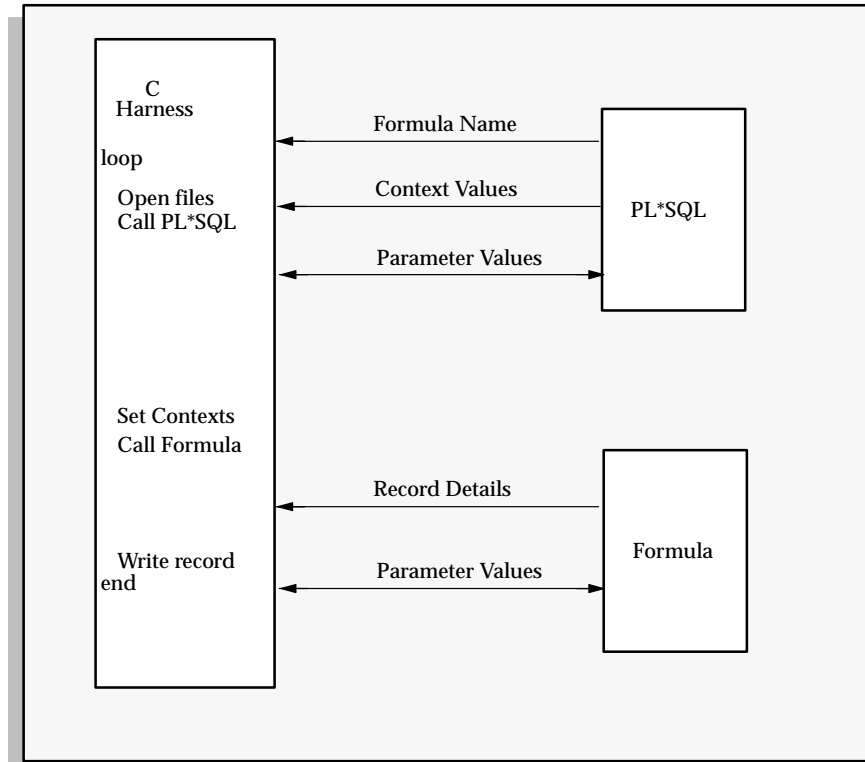 C
Harness
loop
Open files
Call PL*SQL
Set Contexts
Call Formula
Write record
end
Formula Name
Context Values
Parameter Values
PL*SQL
Record Details
Parameter Values
Formula